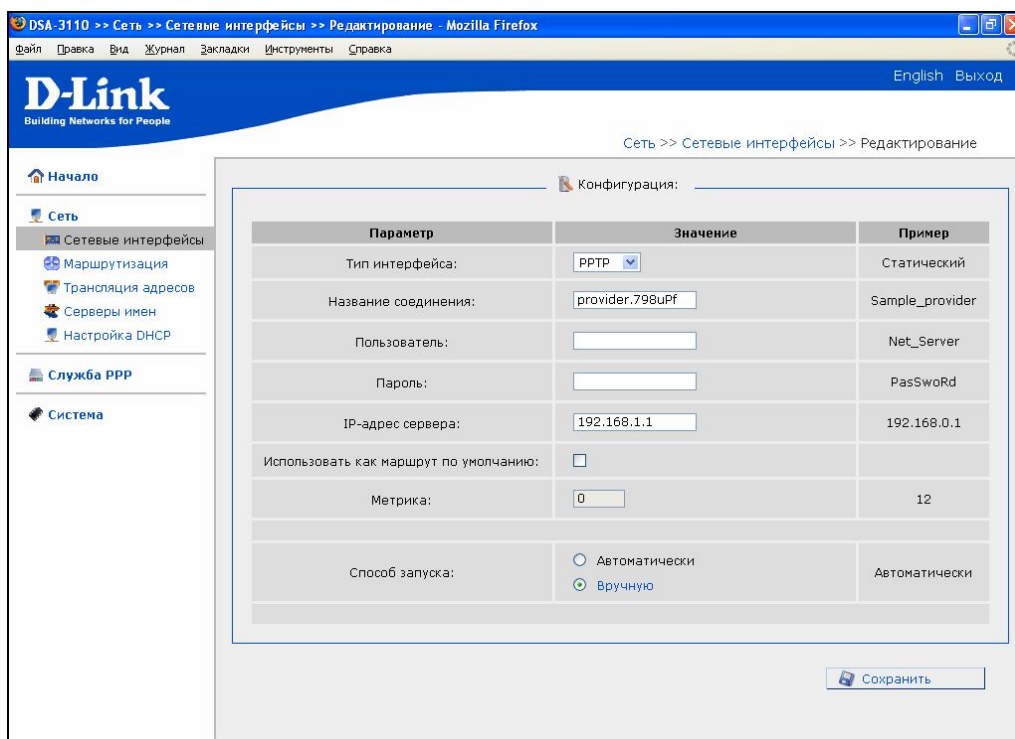 DSA-3110 >> Сеть >> Сетевые интерфейсы >> Редактирование - Mozilla Firefox
Файл Правка Вид Журнал Закладки Инструменты Справка
English Выход
D-Link
Building Networks for People
Сеть >> Сетевые интерфейсы >> Редактирование
Начало
Сеть
Сетевые интерфейсы
Маршрутизация
Трансляция адресов
Серверы имен
Настройка DHCP
Служба PPP
Система
Конфигурация:
Параметр Значение Пример
Тип интерфейса: PPTP Статический
Название соединения: provider.798uPf Sample_provider
Пользователь: Net_Server
Пароль: PasSwoRd
IP-адрес сервера: 192.168.1.1 192.168.0.1
Использовать как маршрут по умолчанию:
Метрика: 0 12
Способ запуска: Автоматически Вручную Автоматически
Сохранить